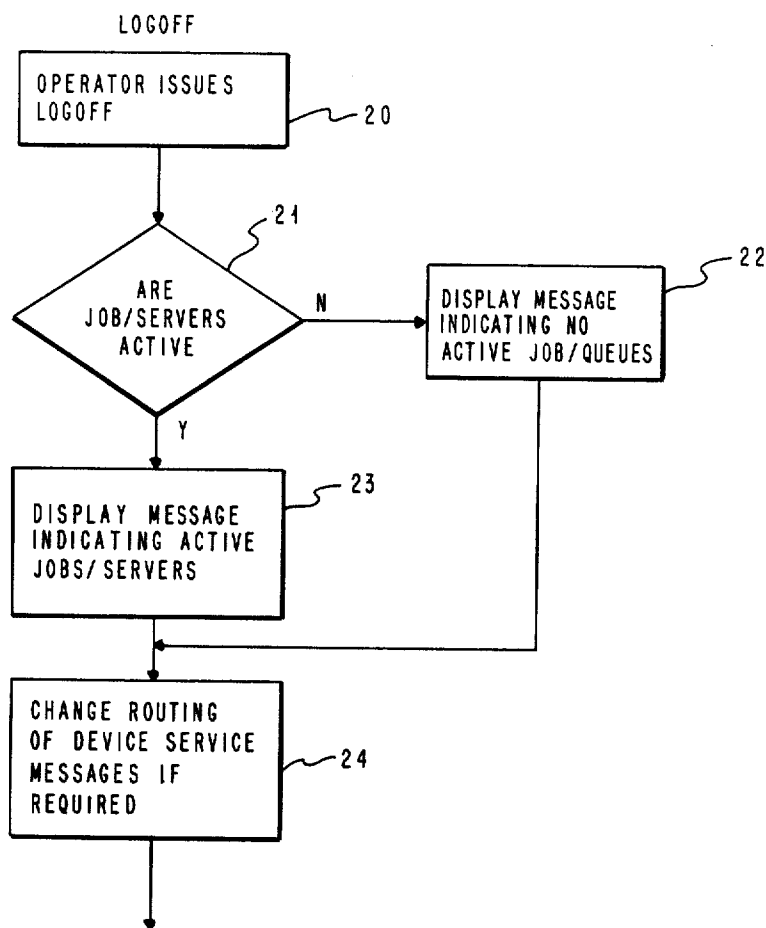 LOGOFF
OPERATOR ISSUES
LOGOFF
20
21
ARE
JOB/SERVERS
ACTIVE
N
22
DISPLAY MESSAGE
INDICATING NO
ACTIVE JOB/QUEUES
Y
23
DISPLAY MESSAGE
INDICATING ACTIVE
JOBS/SERVERS
CHANGE ROUTING
OF DEVICE SERVICE
MESSAGES IF
REQUIRED
24